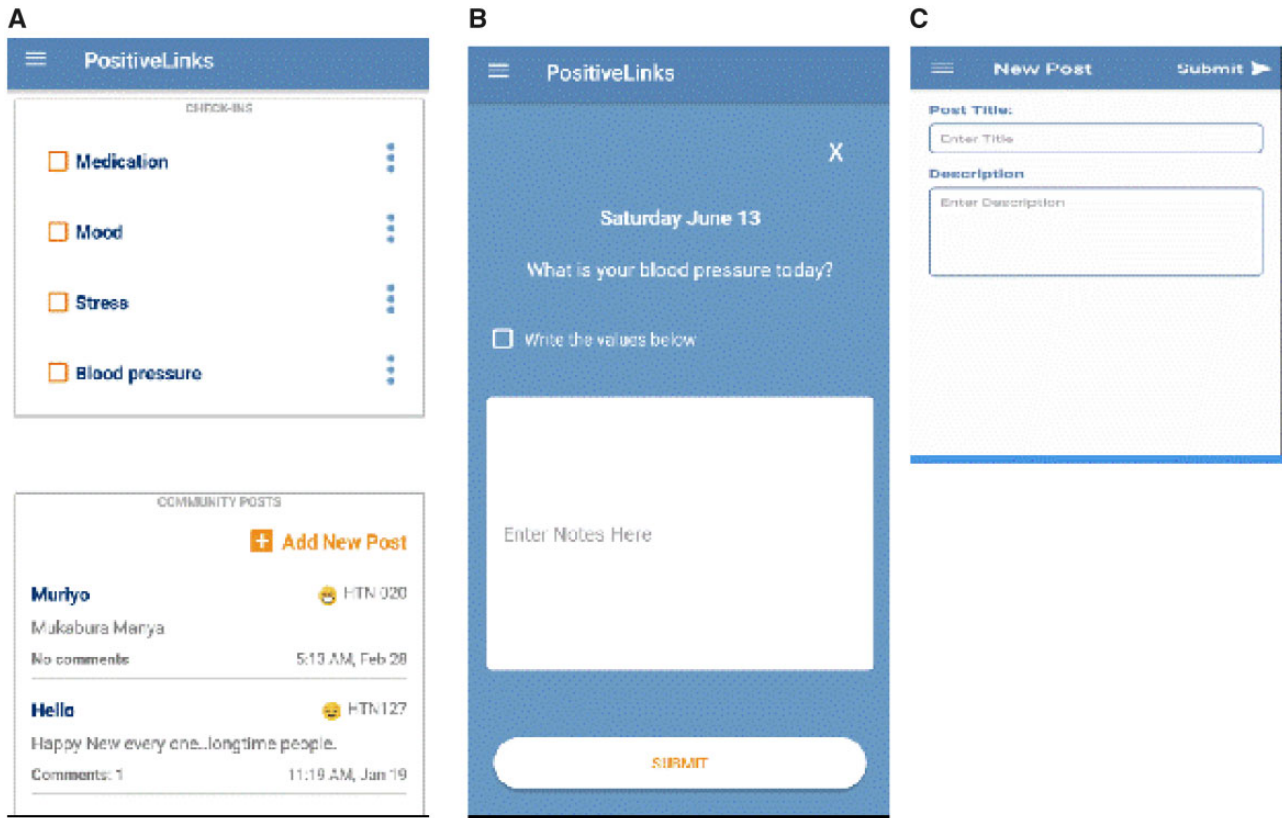 A
PositiveLinks
CHECK-INS
Medication
Mood
Stress
Blood pressure
COMMUNITY POSTS
Add New Post
Muriyo
HTN 020
Mukabura Manya
No comments
5:13 AM, Feb 28
Hello
HTN127
Happy New every one..longtime people.
Comments: 1
11:19 AM, Jan 19
B
PositiveLinks
X
Saturday June 13
What is your blood pressure today?
Write the values below
Enter Notes Here
SUBMIT
C
New Post
Submit
Post Title:
Enter Title
Description
Enter Description